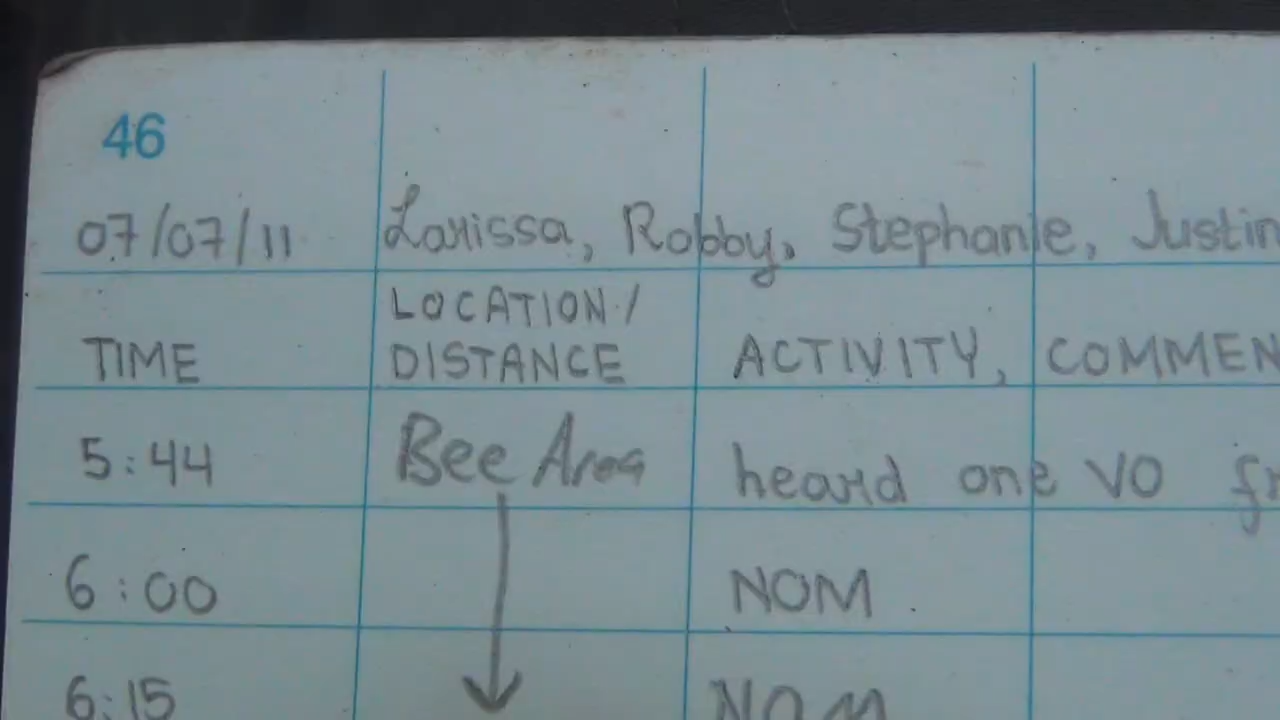 46
07/07/11 Larissa, Robby, Stephanie, Justin
TIME LOCATION / DISTANCE ACTIVITY, COMMEN
5:44 Bee Area heard one VO fr
6:00 NOM
6:15 NOM